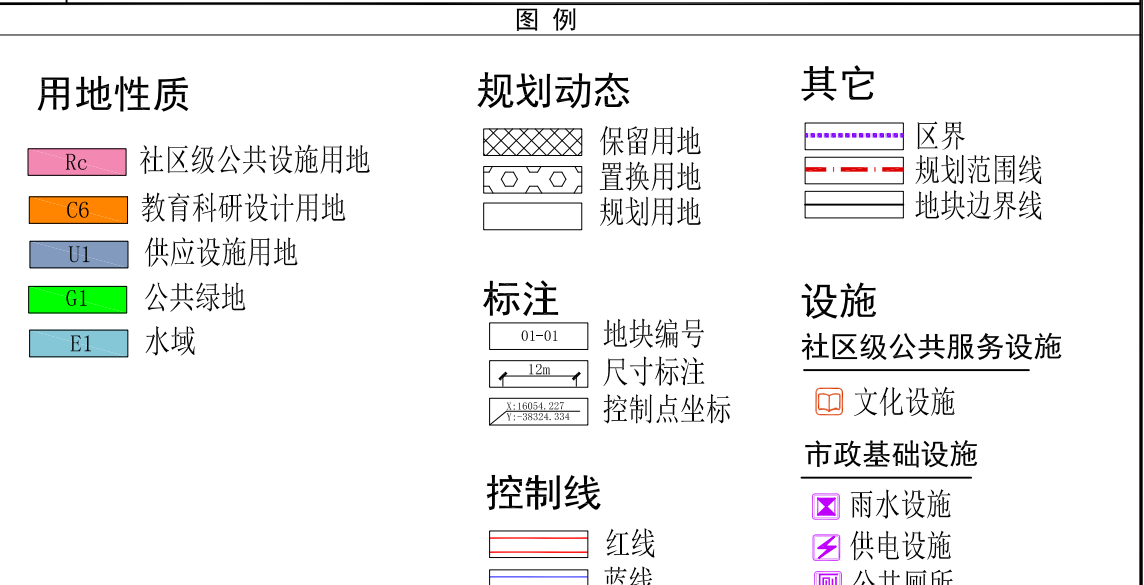 图 例
用地性质
Rc 社区级公共设施用地
C6 教育科研设计用地
U1 供应设施用地
G1 公共绿地
E1 水域
规划动态
保留用地
置换用地
规划用地
标注
01-01 地块编号
12m 尺寸标注
X:16054.227
Y:-38324.334
控制点坐标
控制线
红线
蓝线
其它
区界
规划范围线
地块边界线
设施
社区级公共服务设施
文化设施
市政基础设施
雨水设施
供电设施
公共厕所